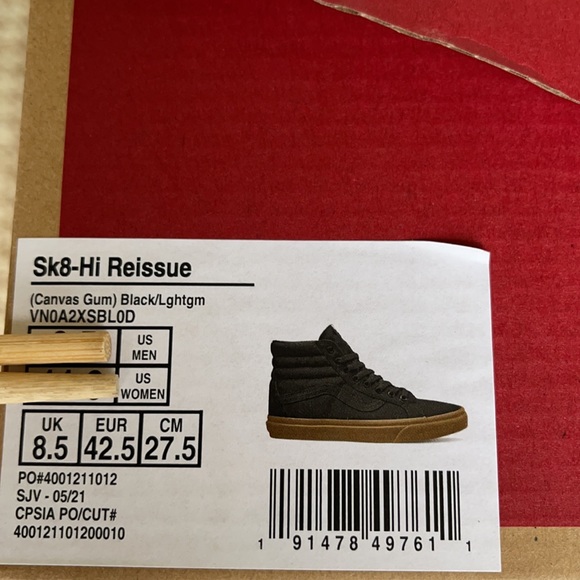 Sk8-Hi Reissue
(Canvas Gum) Black/Lghtgm
VN0A2XSBL0D
US
MEN
US
WOMEN
UK EUR CM
8.5 42.5 27.5
PO#4001211012
SJV - 05/21
CPSIA PO/CUT#
400121101200010
1 91478 49761 1